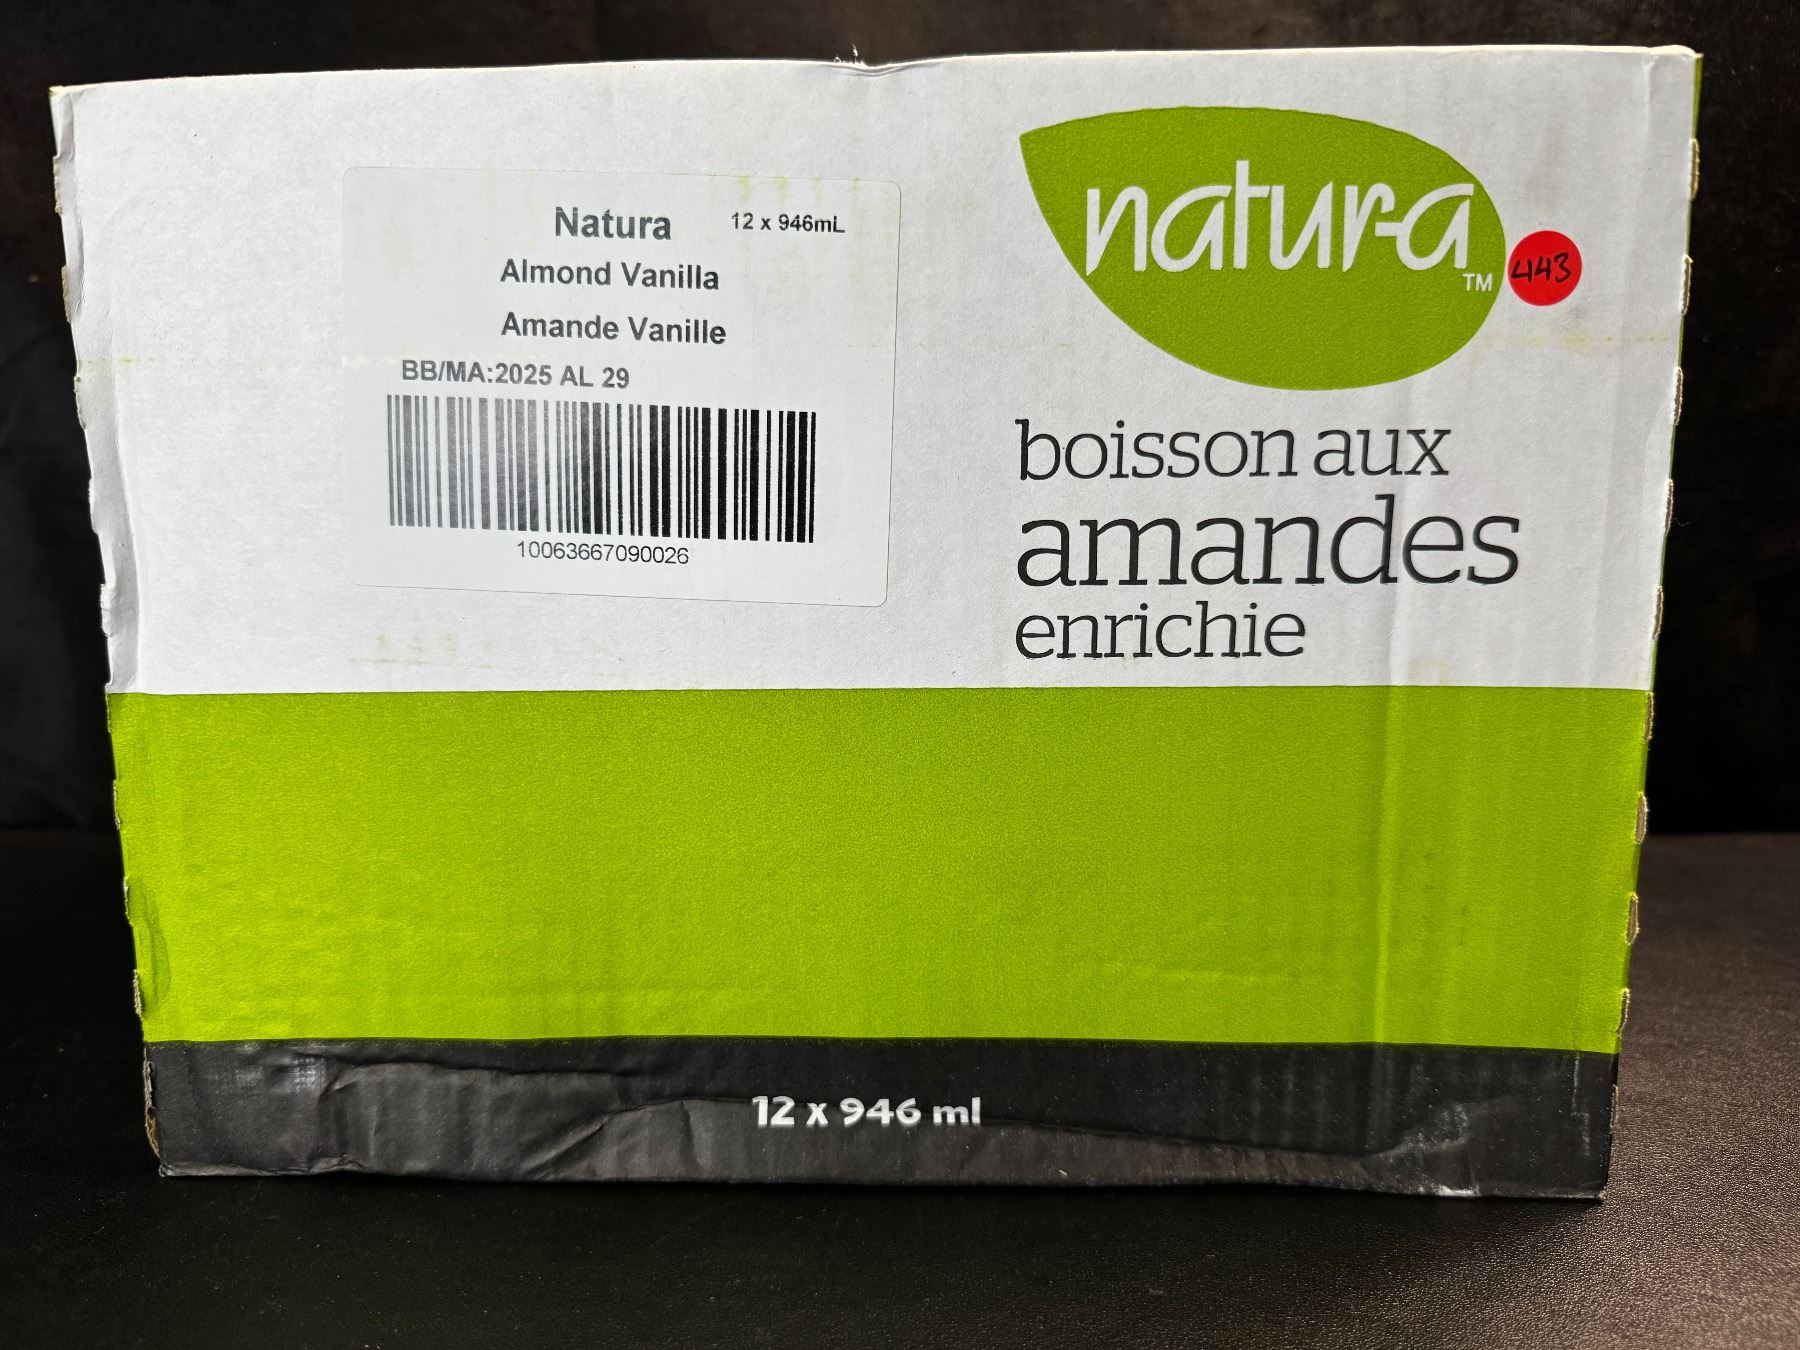 Natura 12 x 946mL
Almond Vanilla
Amande Vanille
BB/MA:2025 AL 29
10063667090026
natura TM
443
boisson aux
amandes
enrichie
12 x 946 ml